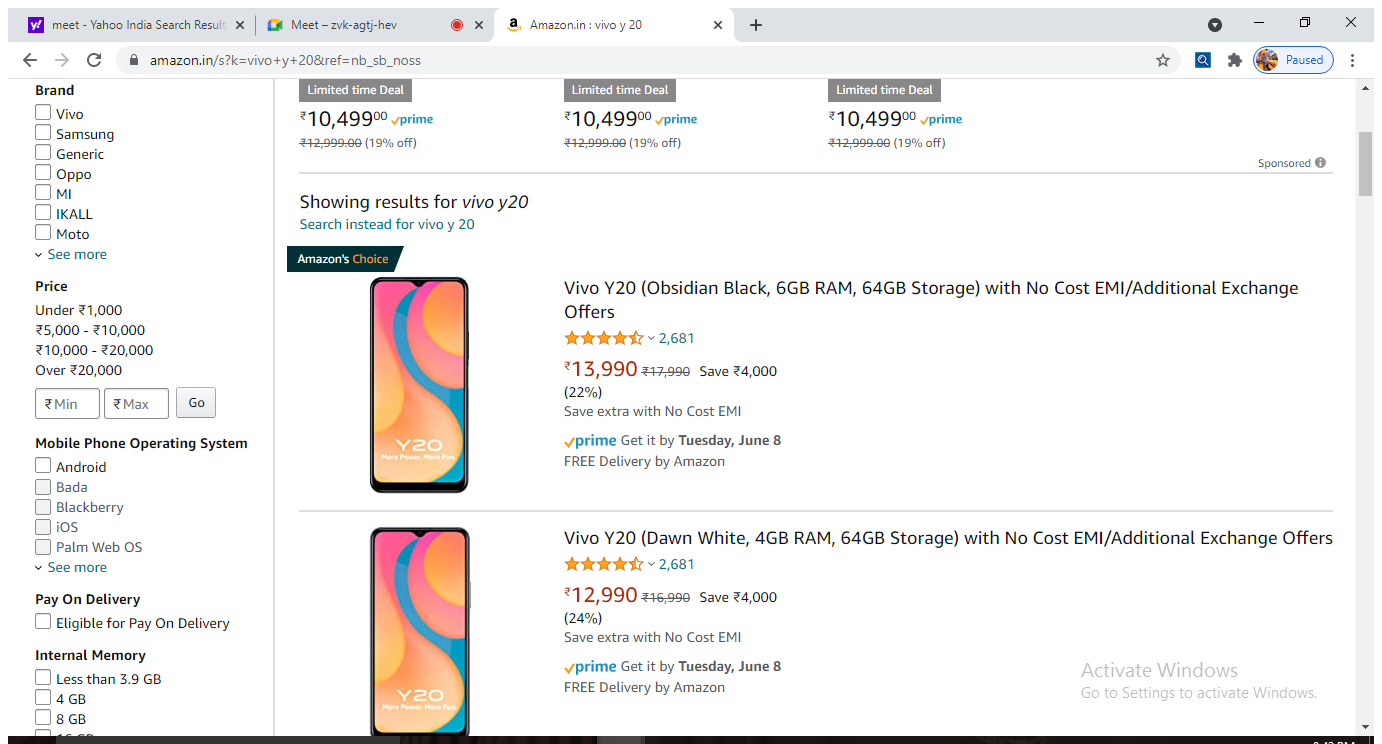 meet - Yahoo India Search Result
Meet – zvk-agtj-hev
Amazon.in : vivo y 20
amazon.in/s?k=vivo+y+20&ref=nb_sb_noss
Paused
Brand
Vivo
Samsung
Generic
Oppo
MI
IKALL
Moto
See more
Price
Under ₹1,000
₹5,000 - ₹10,000
₹10,000 - ₹20,000
Over ₹20,000
₹ Min ₹ Max Go
Mobile Phone Operating System
Android
Bada
Blackberry
iOS
Palm Web OS
See more
Pay On Delivery
Eligible for Pay On Delivery
Internal Memory
Less than 3.9 GB
4 GB
8 GB
Limited time Deal
₹10,49900 prime
₹12,999.00 (19% off)
Limited time Deal
₹10,49900 prime
₹12,999.00 (19% off)
Limited time Deal
₹10,49900 prime
₹12,999.00 (19% off)
Sponsored
Showing results for vivo y20
Search instead for vivo y 20
Amazon's Choice
Y20
More Power. More Fun.
Vivo Y20 (Obsidian Black, 6GB RAM, 64GB Storage) with No Cost EMI/Additional Exchange
Offers
2,681
₹13,990 ₹17,990 Save ₹4,000
(22%)
Save extra with No Cost EMI
prime Get it by Tuesday, June 8
FREE Delivery by Amazon
Y20
More Power. More Fun.
Vivo Y20 (Dawn White, 4GB RAM, 64GB Storage) with No Cost EMI/Additional Exchange Offers
2,681
₹12,990 ₹16,990 Save ₹4,000
(24%)
Save extra with No Cost EMI
prime Get it by Tuesday, June 8
FREE Delivery by Amazon
Activate Windows
Go to Settings to activate Windows.